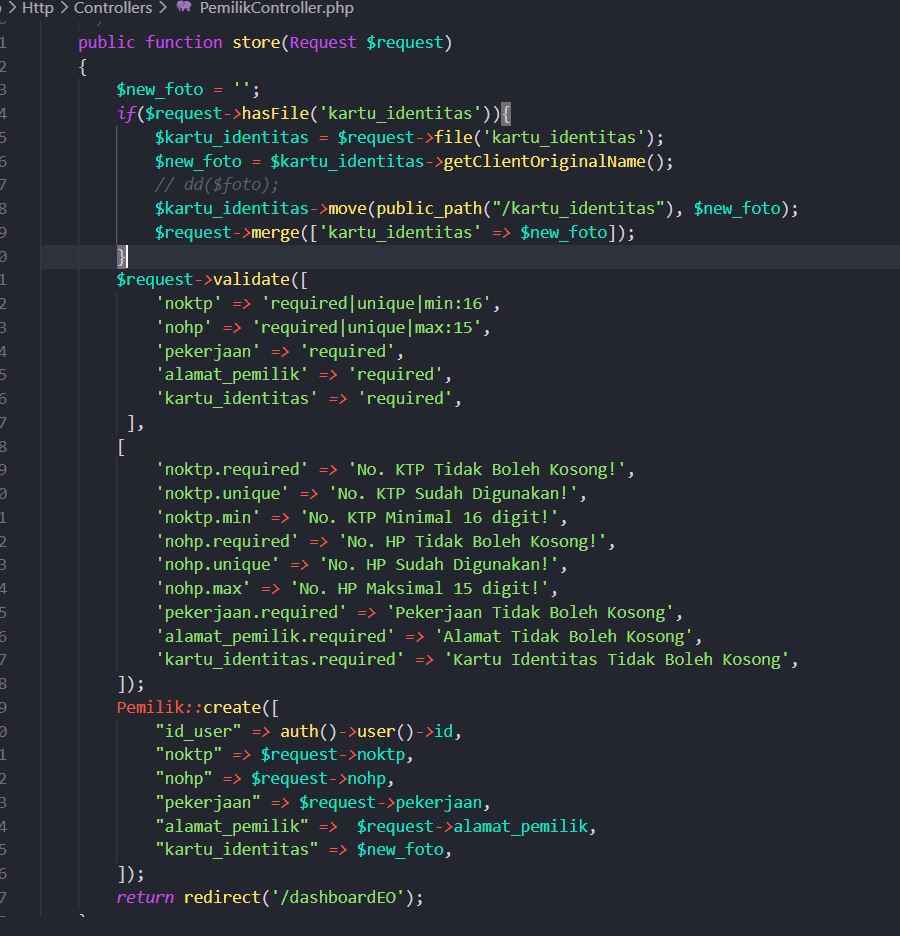 > Http > Controllers > PemilikController.php
1 public function store(Request $request)
2 {
3 $new_foto = '';
4 if($request->hasFile('kartu_identitas')){
5 $kartu_identitas = $request->file('kartu_identitas');
6 $new_foto = $kartu_identitas->getClientOriginalName();
7 // dd($foto);
8 $kartu_identitas->move(public_path("/kartu_identitas"), $new_foto);
9 $request->merge(['kartu_identitas' => $new_foto]);
0 }
1 $request->validate([
2 'noktp' => 'required|unique|min:16',
3 'nohp' => 'required|unique|max:15',
4 'pekerjaan' => 'required',
5 'alamat_pemilik' => 'required',
6 'kartu_identitas' => 'required',
7 ],
8 [
9 'noktp.required' => 'No. KTP Tidak Boleh Kosong!',
0 'noktp.unique' => 'No. KTP Sudah Digunakan!',
1 'noktp.min' => 'No. KTP Minimal 16 digit!',
2 'nohp.required' => 'No. HP Tidak Boleh Kosong!',
3 'nohp.unique' => 'No. HP Sudah Digunakan!',
4 'nohp.max' => 'No. HP Maksimal 15 digit!',
5 'pekerjaan.required' => 'Pekerjaan Tidak Boleh Kosong',
6 'alamat_pemilik.required' => 'Alamat Tidak Boleh Kosong',
7 'kartu_identitas.required' => 'Kartu Identitas Tidak Boleh Kosong',
8 ]);
9 Pemilik::create([
0 "id_user" => auth()->user()->id,
1 "noktp" => $request->noktp,
2 "nohp" => $request->nohp,
3 "pekerjaan" => $request->pekerjaan,
4 "alamat_pemilik" =>  $request->alamat_pemilik,
5 "kartu_identitas" => $new_foto,
6 ]);
7 return redirect('/dashboardEO');